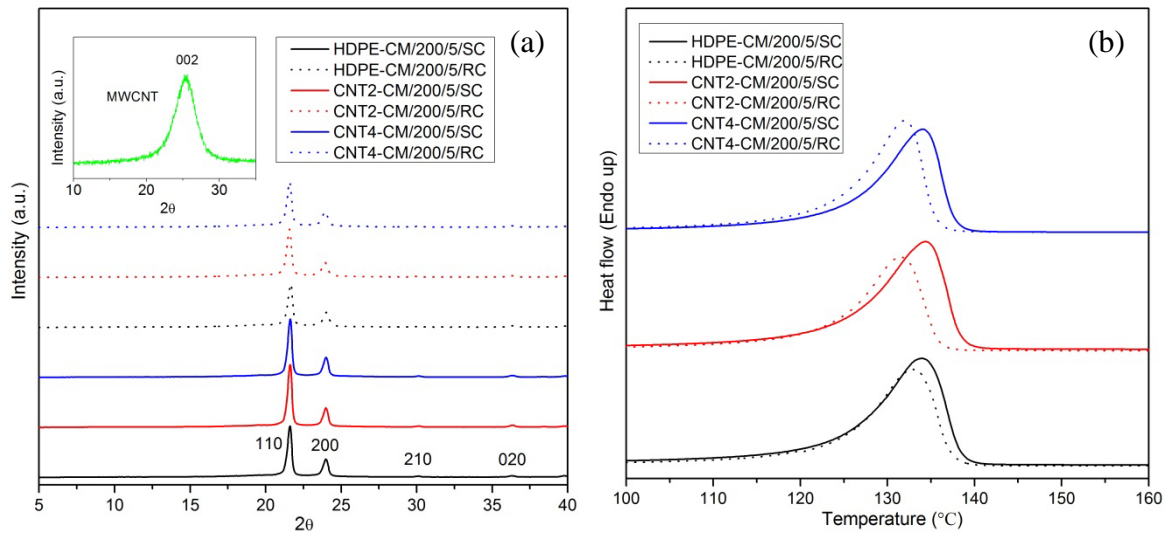 (a)
HDPE-CM/200/5/SC
HDPE-CM/200/5/RC
CNT2-CM/200/5/SC
CNT2-CM/200/5/RC
CNT4-CM/200/5/SC
CNT4-CM/200/5/RC
002
MWCNT
Intensity (a.u.)
10 20 30
2θ
Intensity (a.u.)
110 200 210 020
5 10 15 20 25 30 35 40
2θ
(b)
HDPE-CM/200/5/SC
HDPE-CM/200/5/RC
CNT2-CM/200/5/SC
CNT2-CM/200/5/RC
CNT4-CM/200/5/SC
CNT4-CM/200/5/RC
Heat flow (Endo up)
100 110 120 130 140 150 160
Temperature (°C)